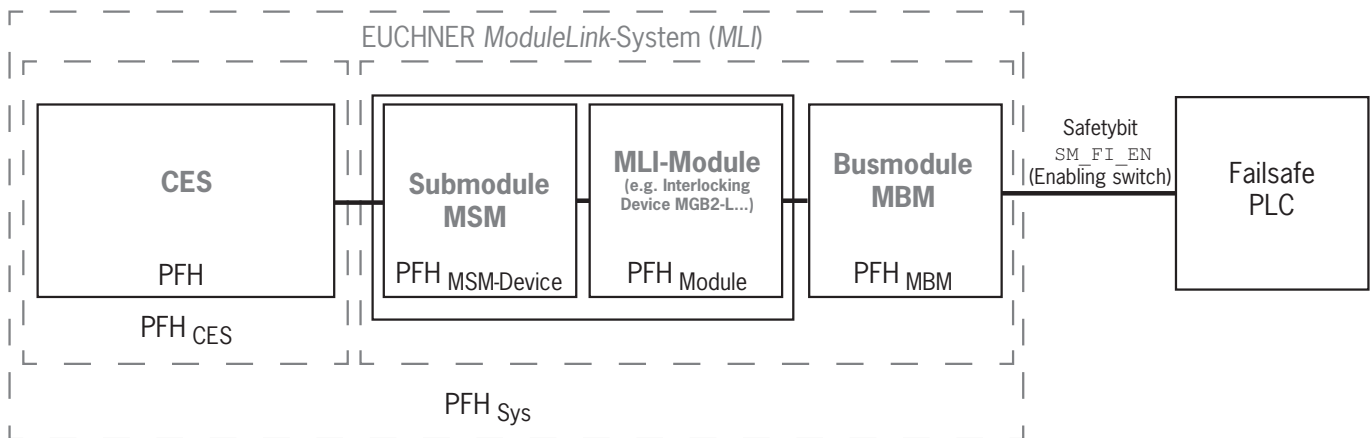 EUCHNER ModuleLink-System (MLI)
CES
PFH
PFH CES
Submodule
MSM
PFH MSM-Device
MLI-Module
(e.g. Interlocking
Device MGB2-L...)
PFH Module
Busmodule
MBM
PFH MBM
PFH Sys
Safetybit
SM_FI_EN
(Enabling switch)
Failsafe
PLC